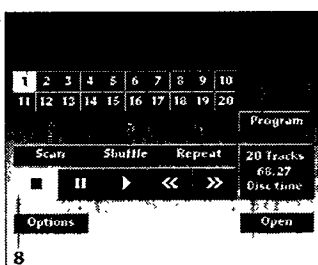 1 2 3 4 5 6 7 8 9 10
11 12 13 14 15 16 17 18 19 20
Program
Scan Shuffle Repeat
20 Tracks
68.27
Disc time
Options
Open
8